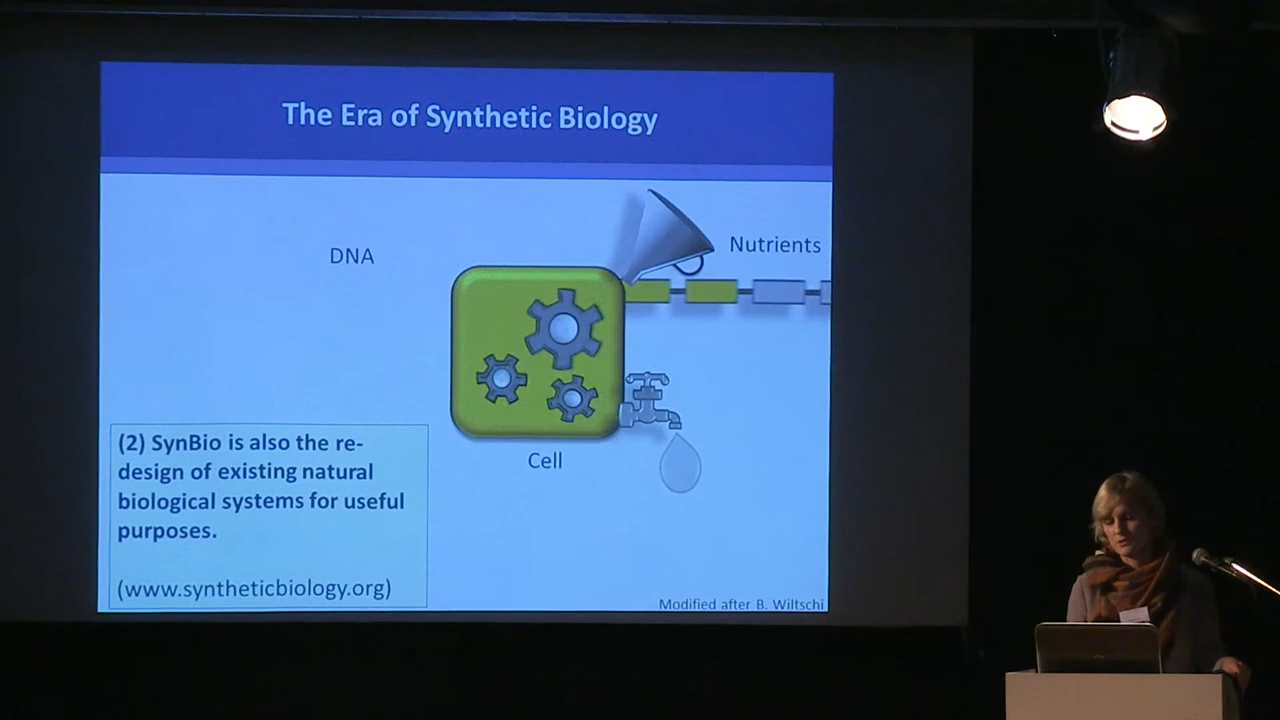 The Era of Synthetic Biology
DNA
Nutrients
Cell
(2) SynBio is also the re-
design of existing natural
biological systems for useful
purposes.
(www.syntheticbiology.org)
Modified after B. Wiltschi